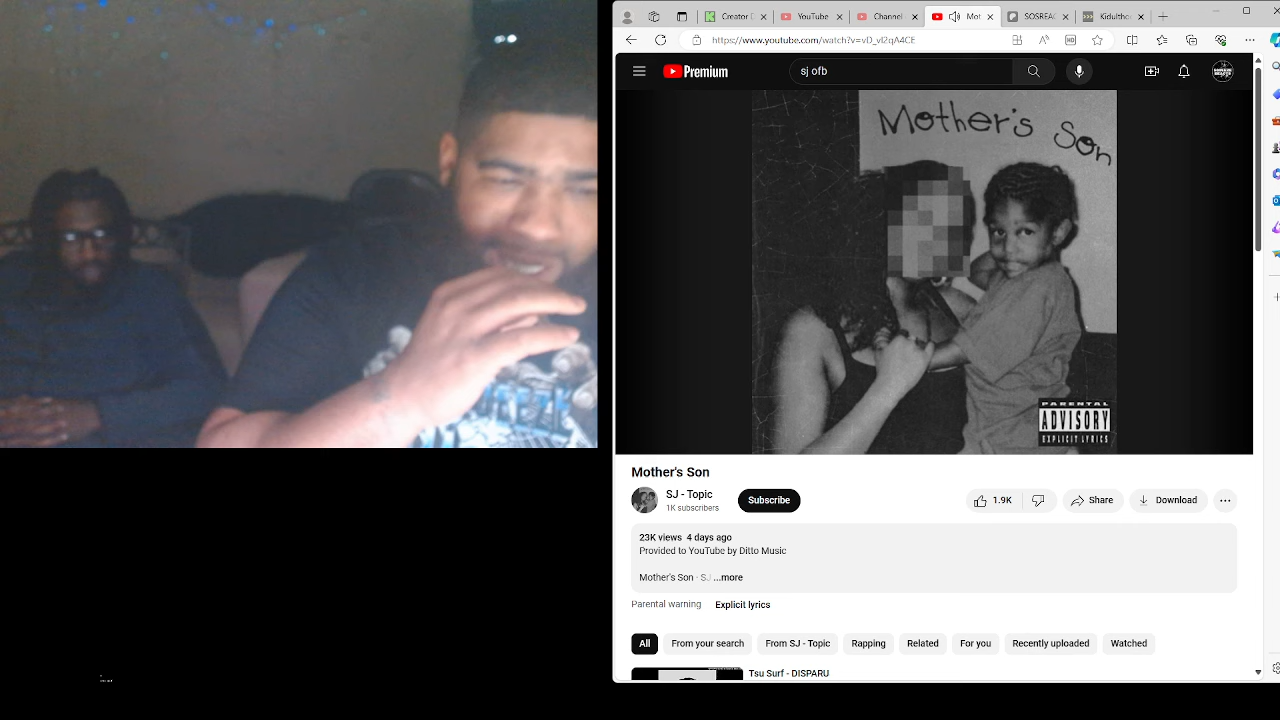 Creator D
YouTube
Channel
Mot
SOSREAC
Kidulthoo
https://www.youtube.com/watch?v=vD_vl2qA4CE
Premium
sj ofb
Mother's Son
PARENTAL
ADVISORY
EXPLICIT LYRICS
Mother's Son
SJ - Topic
1K subscribers
Subscribe
1.9K
Share
Download
23K views 4 days ago
Provided to YouTube by Ditto Music
Mother's Son · SJ ...more
Parental warning Explicit lyrics
All
From your search
From SJ - Topic
Rapping
Related
For you
Recently uploaded
Watched
Tsu Surf - DISPARU